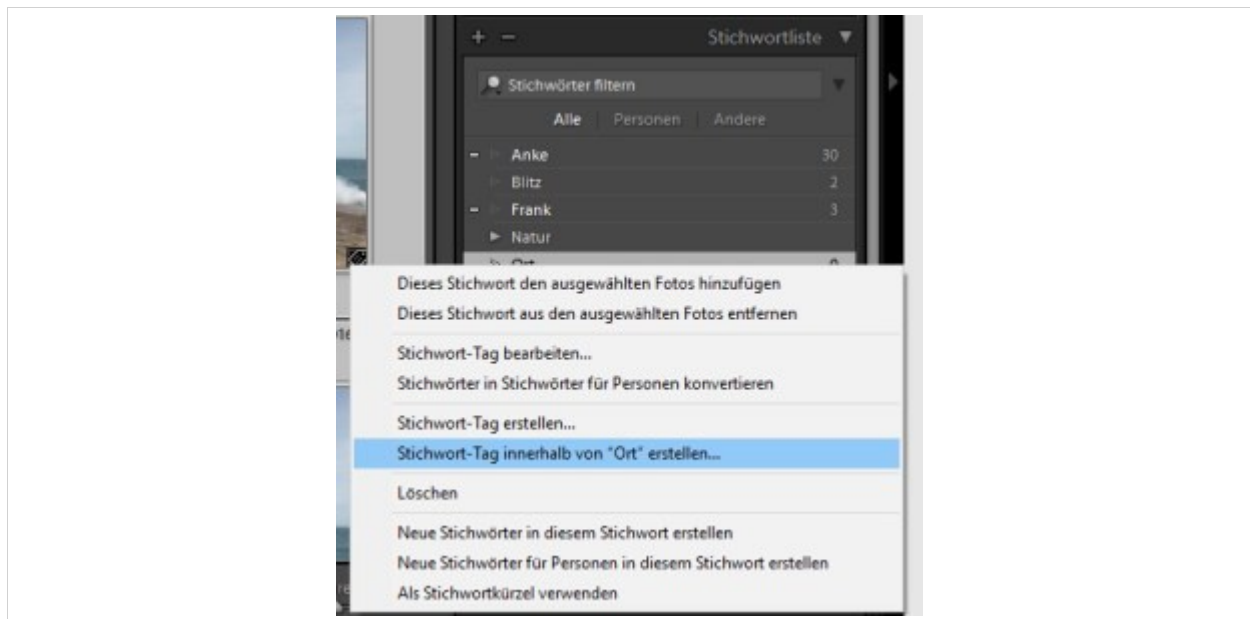 + − Stichwortliste ▼
Stichwörter filtern
Alle Personen Andere
Anke 30
Blitz 2
Frank 3
Natur
Ort 0
Dieses Stichwort den ausgewählten Fotos hinzufügen
Dieses Stichwort aus den ausgewählten Fotos entfernen
Stichwort-Tag bearbeiten...
Stichwörter in Stichwörter für Personen konvertieren
Stichwort-Tag erstellen...
Stichwort-Tag innerhalb von "Ort" erstellen...
Löschen
Neue Stichwörter in diesem Stichwort erstellen
Neue Stichwörter für Personen in diesem Stichwort erstellen
Als Stichwortkürzel verwenden